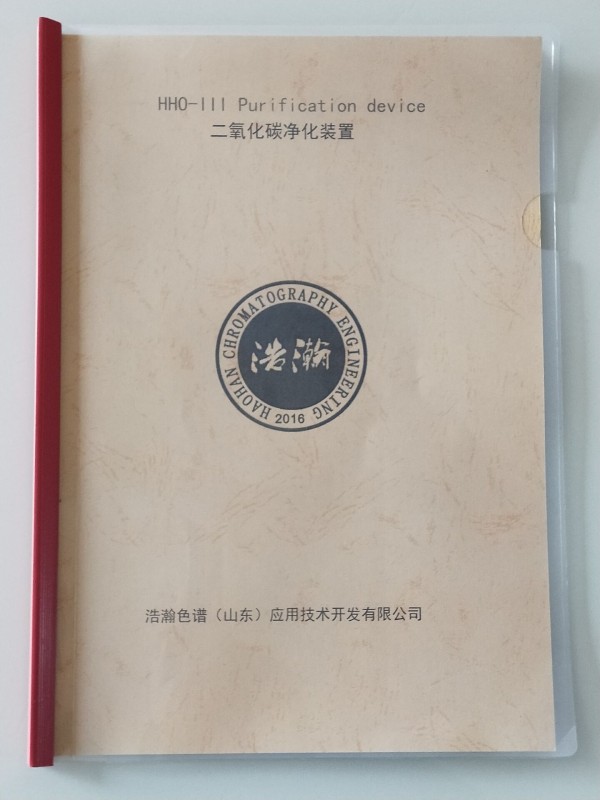 HHO-III Purification device
二氧化碳净化装置
HAOHAN CHROMATOGRAPHY ENGINEERING
浩瀚
2016
浩瀚色谱（山东）应用技术开发有限公司